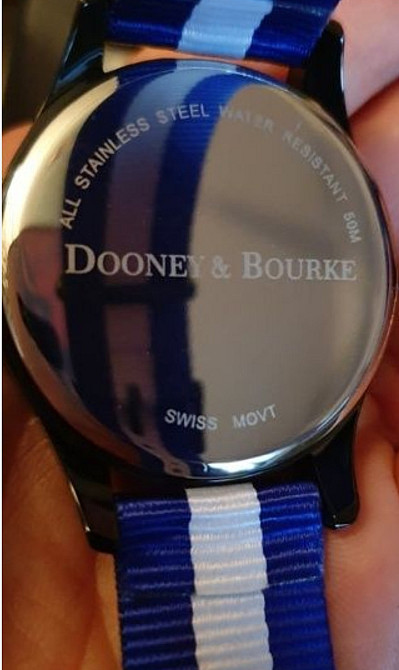 ALL STAINLESS STEEL WATER RESISTANT 50M
DOONEY & BOURKE
SWISS MOVT